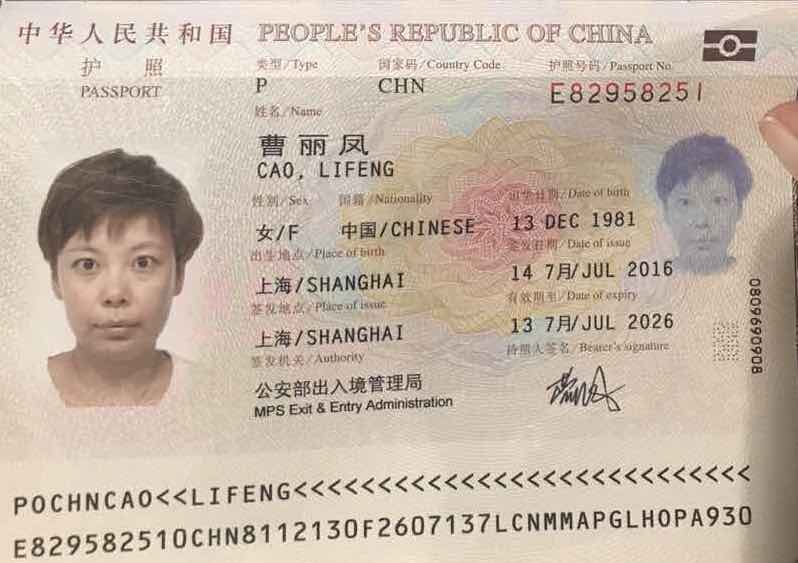 中华人民共和国 PEOPLE'S REPUBLIC OF CHINA
护照
PASSPORT
类型/Type 国家码/Country Code 护照号码/Passport No.
P CHN E82958251
姓名/Name
曹丽凤
CAO, LIFENG
性别/Sex 国籍/Nationality 出生日期/Date of birth
女/F 中国/CHINESE 13 DEC 1981
出生地点/Place of birth 签发日期/Date of issue
上海/SHANGHAI 14 7月/JUL 2016
签发地点/Place of issue 有效期至/Date of expiry
上海/SHANGHAI 13 7月/JUL 2026
签发机关/Authority 持照人签名/Bearer's signature
公安部出入境管理局
MPS Exit & Entry Administration
0809690908
POCHNCAO<<LIFENG<<<<<<<<<<<<<<<<<<<<<<<<<<<<
E829582510CHN8112130F2607137LCNMMAPGLHOPA930